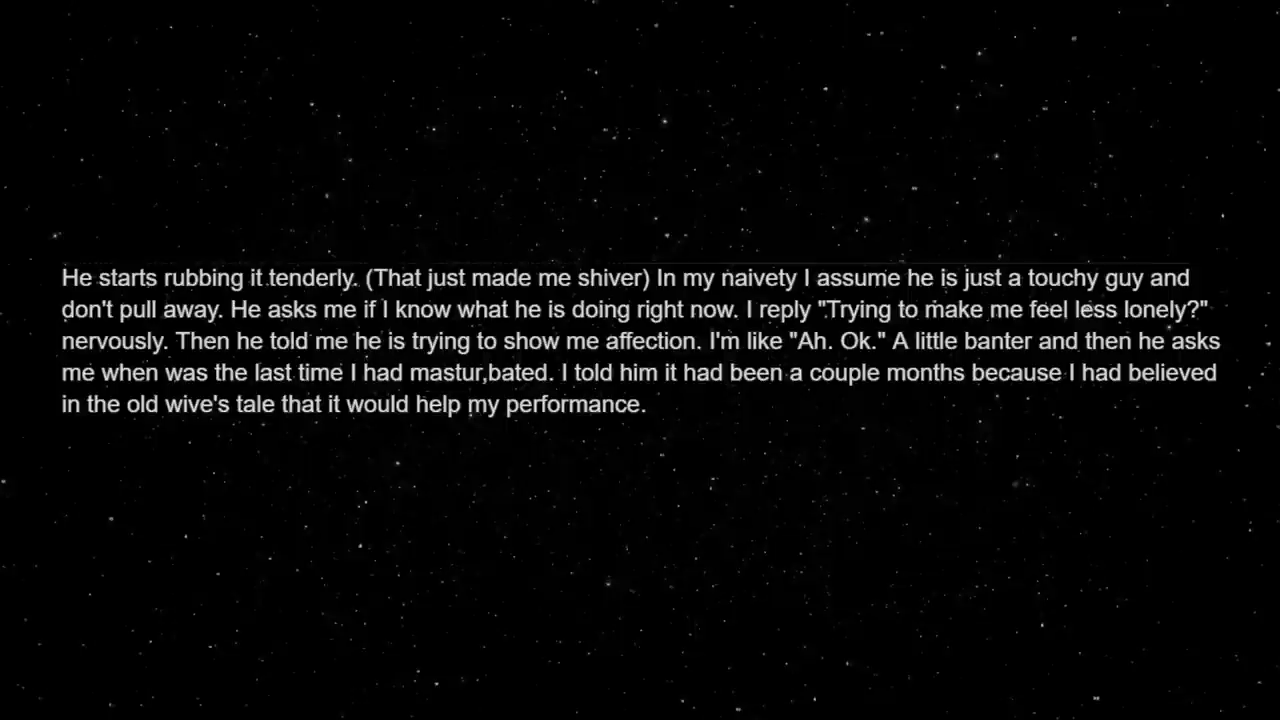 He starts rubbing it tenderly. (That just made me shiver) In my naivety I assume he is just a touchy guy and
don't pull away. He asks me if I know what he is doing right now. I reply "Trying to make me feel less lonely?"
nervously. Then he told me he is trying to show me affection. I'm like "Ah. Ok." A little banter and then he asks
me when was the last time I had mastur,bated. I told him it had been a couple months because I had believed
in the old wive's tale that it would help my performance.